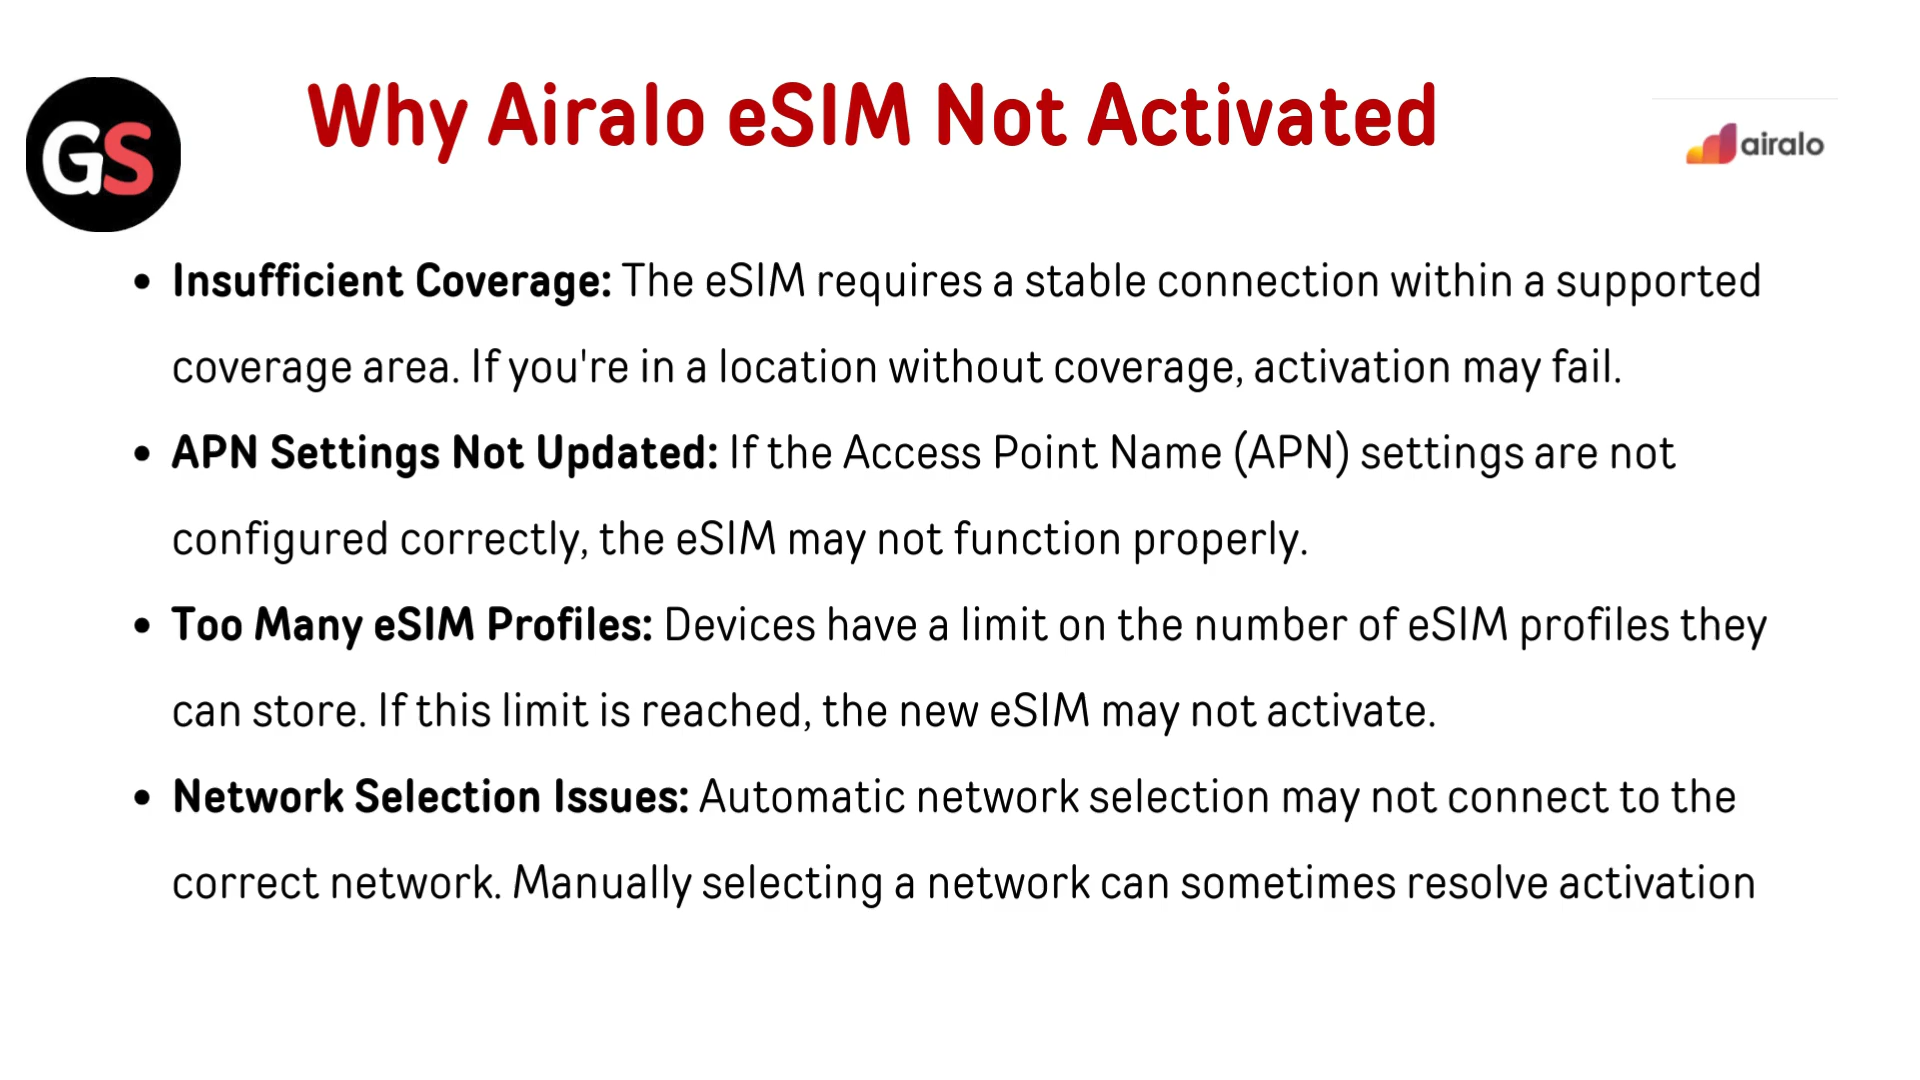 GS
Why Airalo eSIM Not Activated
airalo
• Insufficient Coverage: The eSIM requires a stable connection within a supported
coverage area. If you're in a location without coverage, activation may fail.
• APN Settings Not Updated: If the Access Point Name (APN) settings are not
configured correctly, the eSIM may not function properly.
• Too Many eSIM Profiles: Devices have a limit on the number of eSIM profiles they
can store. If this limit is reached, the new eSIM may not activate.
• Network Selection Issues: Automatic network selection may not connect to the
correct network. Manually selecting a network can sometimes resolve activation